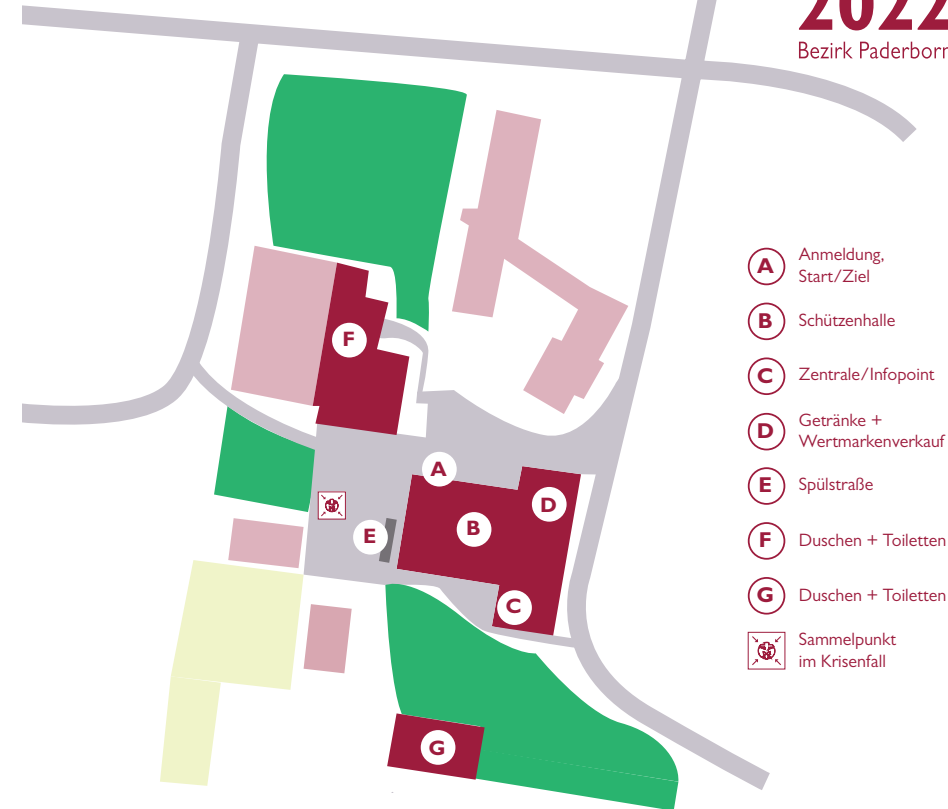 2022
Bezirk Paderborn
A
Anmeldung,
Start/Ziel
B
Schützenhalle
C
Zentrale/Infopoint
D
Getränke +
Wertmarkenverkauf
E
Spülstraße
F
Duschen + Toiletten
G
Duschen + Toiletten
Sammelpunkt
im Krisenfall
F
A
D
B
E
C
G